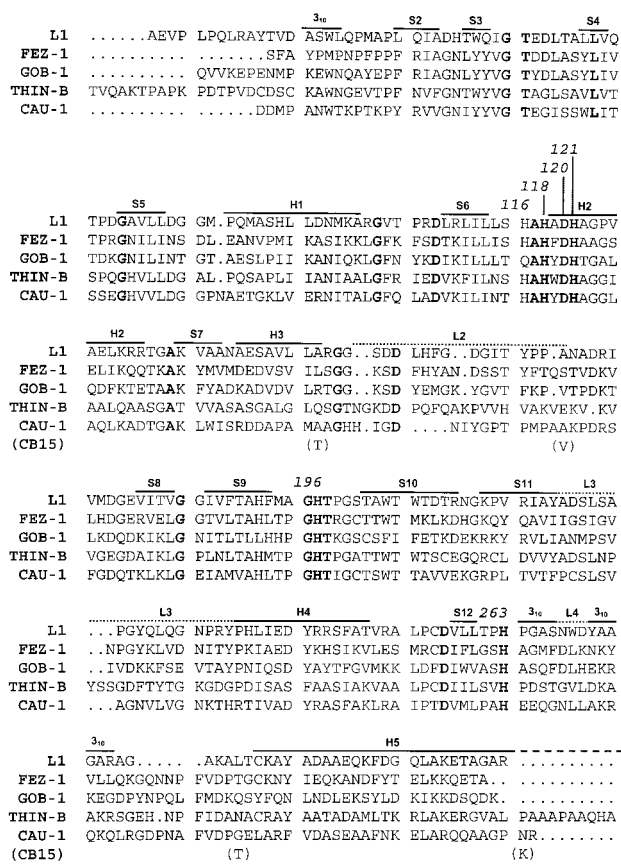 3₁₀ S2 S3 S4
L1 ......AEVP LPQLRAYTVD ASWLQPMAPL QIADHTWQIG TEDLTALLVQ
FEZ-1 .......... .......SFA YPMPNPFPPF RIAGNLYYVG TDDLASYLIV
GOB-1 .......... QVVKEPENMP KEWNQAYEPF RIAGNLYYVG TYDLASYLIV
THIN-B TVQAKTPAPK PDTPVDCDSC KAWNGEVTPF NVFGNTWYVG TAGLSAVLVT
CAU-1 .......... ......DDMP ANWTKPTKPY RVVGNIYYVG TEGISSWLIT
121
120
118
S5 H1 S6 116 H2
L1 TPDGAVLLDG GM.PQMASHL LDNMKARGVT PRDLRLILLS HAHADHAGPV
FEZ-1 TPRGNILINS DL.EANVPMI KASIKKLGFK FSDTKILLIS HAHFDHAAGS
GOB-1 TDKGNILINT GT.AESLPII KANIQKLGFN YKDIKILLLT QAHYDHTGAL
THIN-B SPQGHVLLDG AL.PQSAPLI IANIAALGFR IEDVKFILNS HAHWDHAGGI
CAU-1 SSEGHVVLDG GPNAETGKLV ERNITALGFQ LADVKILINT HAHYDHAGGL
H2 S7 H3 L2
L1 AELKRRTGAK VAANAESAVL LARGG..SDD LHFG..DGIT YPP.ANADRI
FEZ-1 ELIKQQTKAK YMVMDEDVSV ILSGG..KSD FHYAN.DSST YFTQSTVDKV
GOB-1 QDFKTETAAK FYADKADVDV LRTGG..KSD YEMGK.YGVT FKP.VTPDKT
THIN-B AALQAASGAT VVASASGALG LQSGTNGKDD PQFQAKPVVH VAKVEKV.KV
CAU-1 AQLKADTGAK LWISRDDAPA MAAGHHIGD. ...NIYGPT PMPAAKPDRS
(CB15) (T) (V)
S8 S9 196 S10 S11 L3
L1 VMDGEVITVG GIVFTAHFMA GHTPGSTAWT WTDTRNGKPV RIAYADSLSA
FEZ-1 LHDGERVELG GTVLTAHLTP GHTRGCTTWT MKLKDHGKQY QAVIIGSIGV
GOB-1 LKDQDKIKLG NITLTLLHHP GHTKGSCSFI FETKDEKRKY RVLIANMPSV
THIN-B VGEGDAIKLG PLNLTAHMTP GHTPGATTWT WTSCEGQRCL DVVYADSLNP
CAU-1 FGDQTKLKLG EIAMVAHLTP GHTIGCTSWT TAVVEKGRPL TVTFPCSLSV
L3 H4 S12 263 3₁₀ L4 3₁₀
L1 ...PGYQLQG NPRYPHLIED YRRSFATVRA LPCDVLLTPH PGASNWDYAA
FEZ-1 .NPGYKLVD NITYPKIAED YKHSIKVLES MRCDIFLGSH AGMFDLKNKY
GOB-1 ...IVDKKFSEV TAYPNIQSD YAYTFGVMKK LDFDIWVASH ASQFDLHEKR
THIN-B YSSGDFTYTG KGDGPDISAS FAASIAKVAA LPCDIILSVH PDSTGVLDKA
CAU-1 ...AGNVLVG NKTHRTIVAD YRASFAKLRA IPTDVMLPAH EEQGNLLAKR
3₁₀ H5
L1 GARAG..... .AKALTCKAY ADAAEQKFDG QLAKETAGAR ..........
FEZ-1 VLLQKGQNNP FVDPTGCKNY IEQKANDFYT ELKKQETA.. ..........
GOB-1 KEGDPYNPQL FMDKQSYFQN LNDLEKSYLD KIKKDSQDK. ..........
THIN-B AKRSGEH.NP FIDANACRAY AATADAMLTK RLAKERGVAL PAAAPAAQHA
CAU-1 QKQLRGDPNA FVDPGELARF VDASEAAFNK ELARQQAAGP NR........
(CB15) (T) (K)